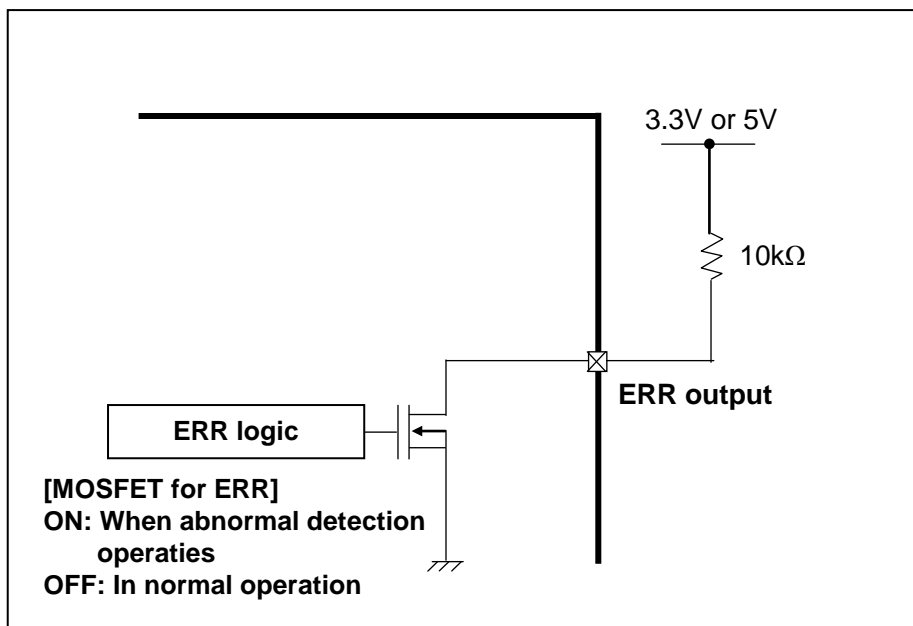 3.3V or 5V
10kΩ
ERR output
ERR logic
[MOSFET for ERR]
ON: When abnormal detection
operaties
OFF: In normal operation